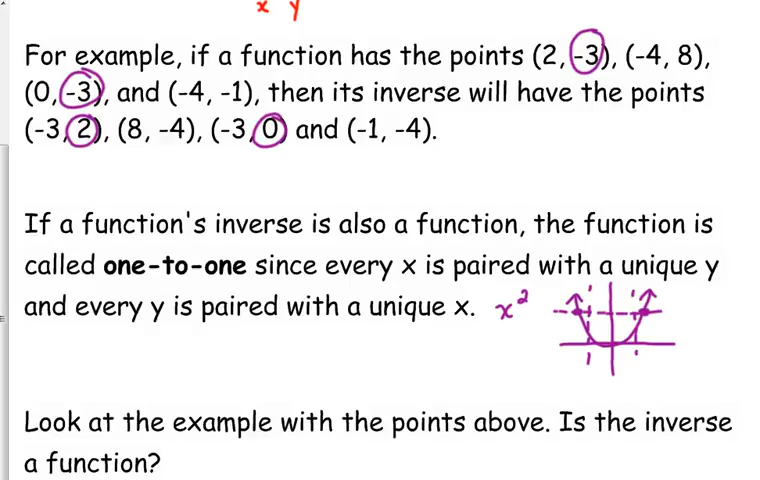 x y
For example, if a function has the points (2, -3), (-4, 8),
(0, -3), and (-4, -1), then its inverse will have the points
(-3, 2), (8, -4), (-3, 0) and (-1, -4).
If a function's inverse is also a function, the function is
called one-to-one since every x is paired with a unique y
and every y is paired with a unique x. x²
Look at the example with the points above. Is the inverse
a function?